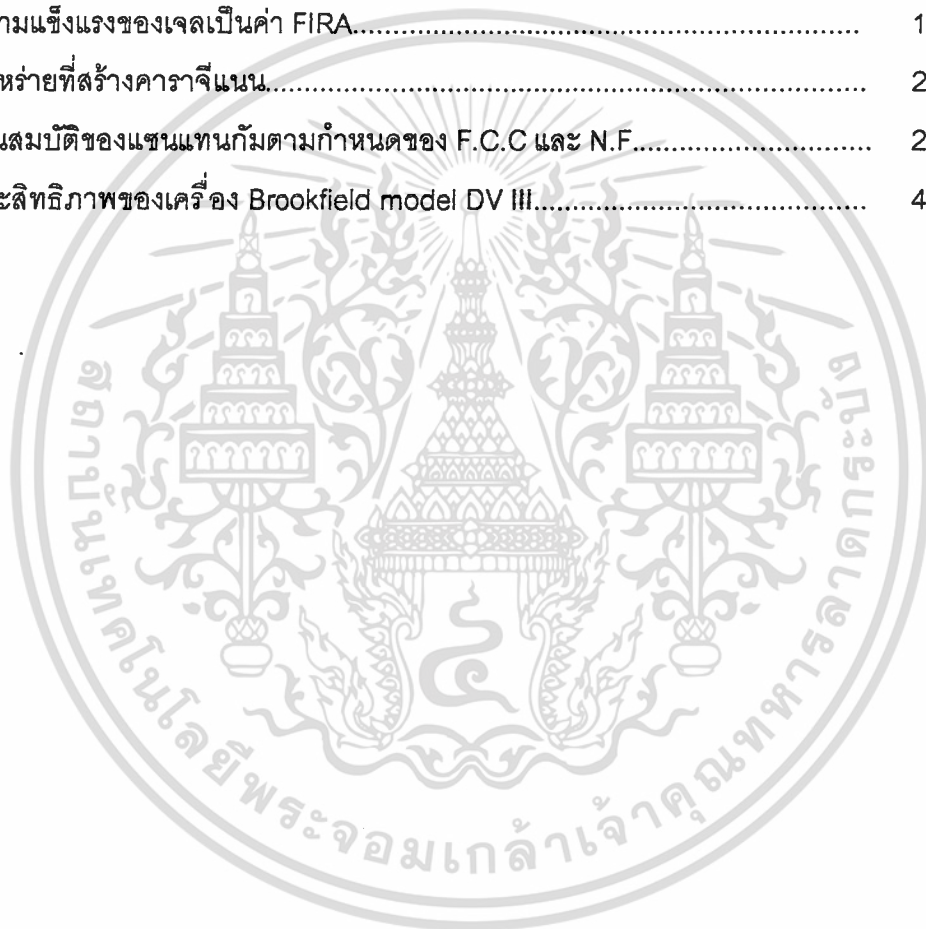 ามแข็งแรงของเจลเป็นค่า FIRA........................................................................ 1
หร่ายที่สร้างคาราจีแนน...................................................................................... 2
นสมบัติของแซนแทนกัมตามกำหนดของ F.C.C และ N.F.................................. 2
ะสิทธิภาพของเครื่อง Brookfield model DV III.................................................. 4
สถาบันเทคโนโลยีพระจอมเกล้าเจ้าคุณทหารลาดกระบัง
๔